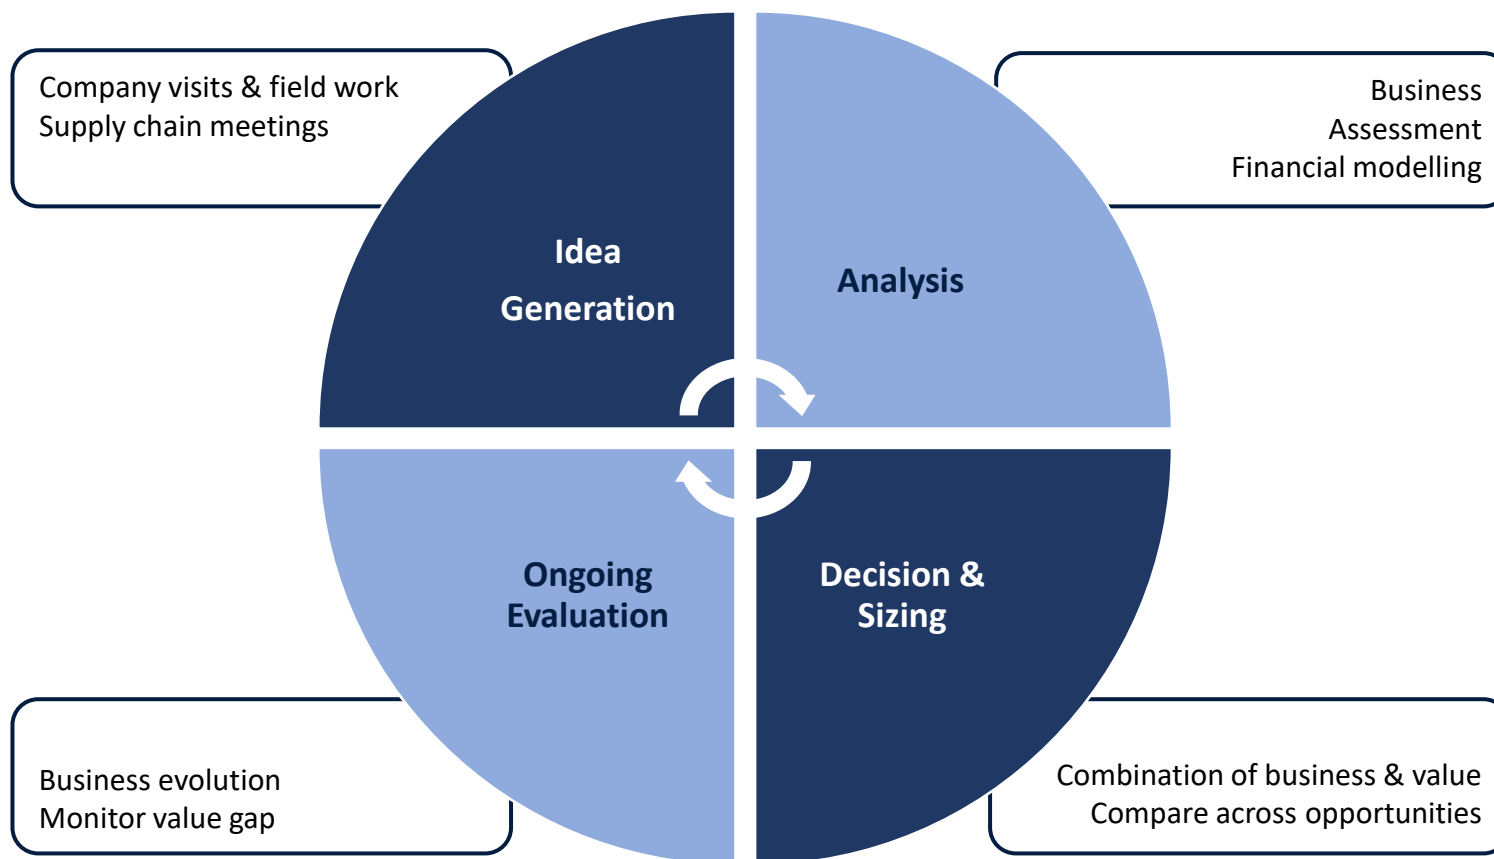 Company visits & field work
Supply chain meetings
Business
Assessment
Financial modelling
Idea
Generation
Analysis
Ongoing
Evaluation
Decision &
Sizing
Business evolution
Monitor value gap
Combination of business & value
Compare across opportunities